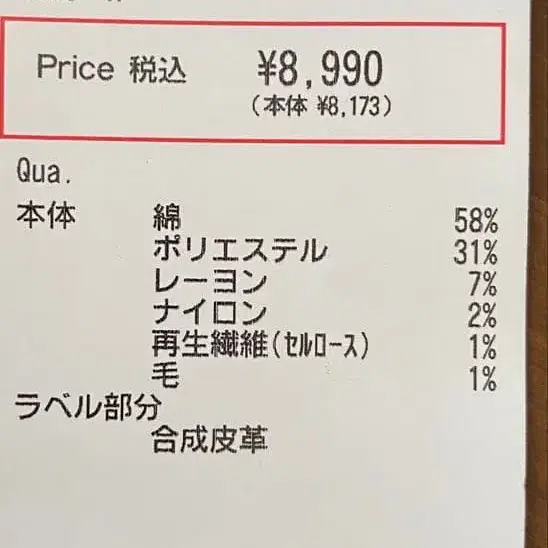 Price 税込 ¥8,990
(本体 ¥8,173)
Qua.
本体 綿 58%
ポリエステル 31%
レーヨン 7%
ナイロン 2%
再生繊維(ｾﾙﾛｰｽ) 1%
毛 1%
ラベル部分
合成皮革